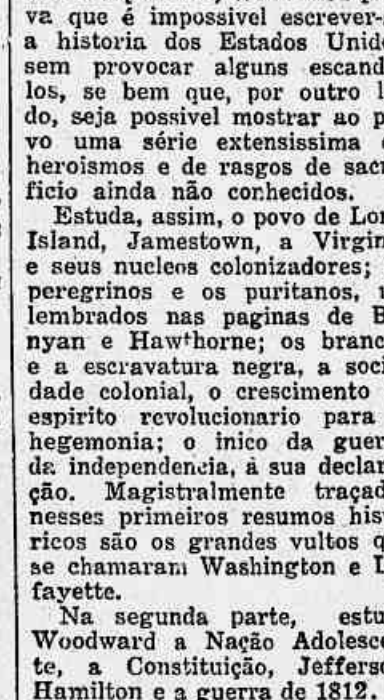 va que é impossivel escrever-
a historia dos Estados Unid
sem provocar alguns escand
los, se bem que, por outro l
do, seja possivel mostrar ao p
vo uma série extensissima
heroismos e de rasgos de sacr
ficio ainda não conhecidos.
Estuda, assim, o povo de Lon
Island, Jamestown, a Virgin
e seus nucleos colonizadores;
peregrinos e os puritanos,
lembrados nas paginas de B
nyan e Hawthorne; os branc
e a escravatura negra, a soci
dade colonial, o crescimento
espirito revolucionario para
hegemonia; o inico da guer
da independencia, á sua declar
ção. Magistralmente traçad
nesses primeiros resumos his
ricos são os grandes vultos q
se chamaram Washington e L
fayette.
Na segunda parte, estu
Woodward a Nação Adolesc
te, a Constituição, Jefferso
Hamilton e a guerra de 1812